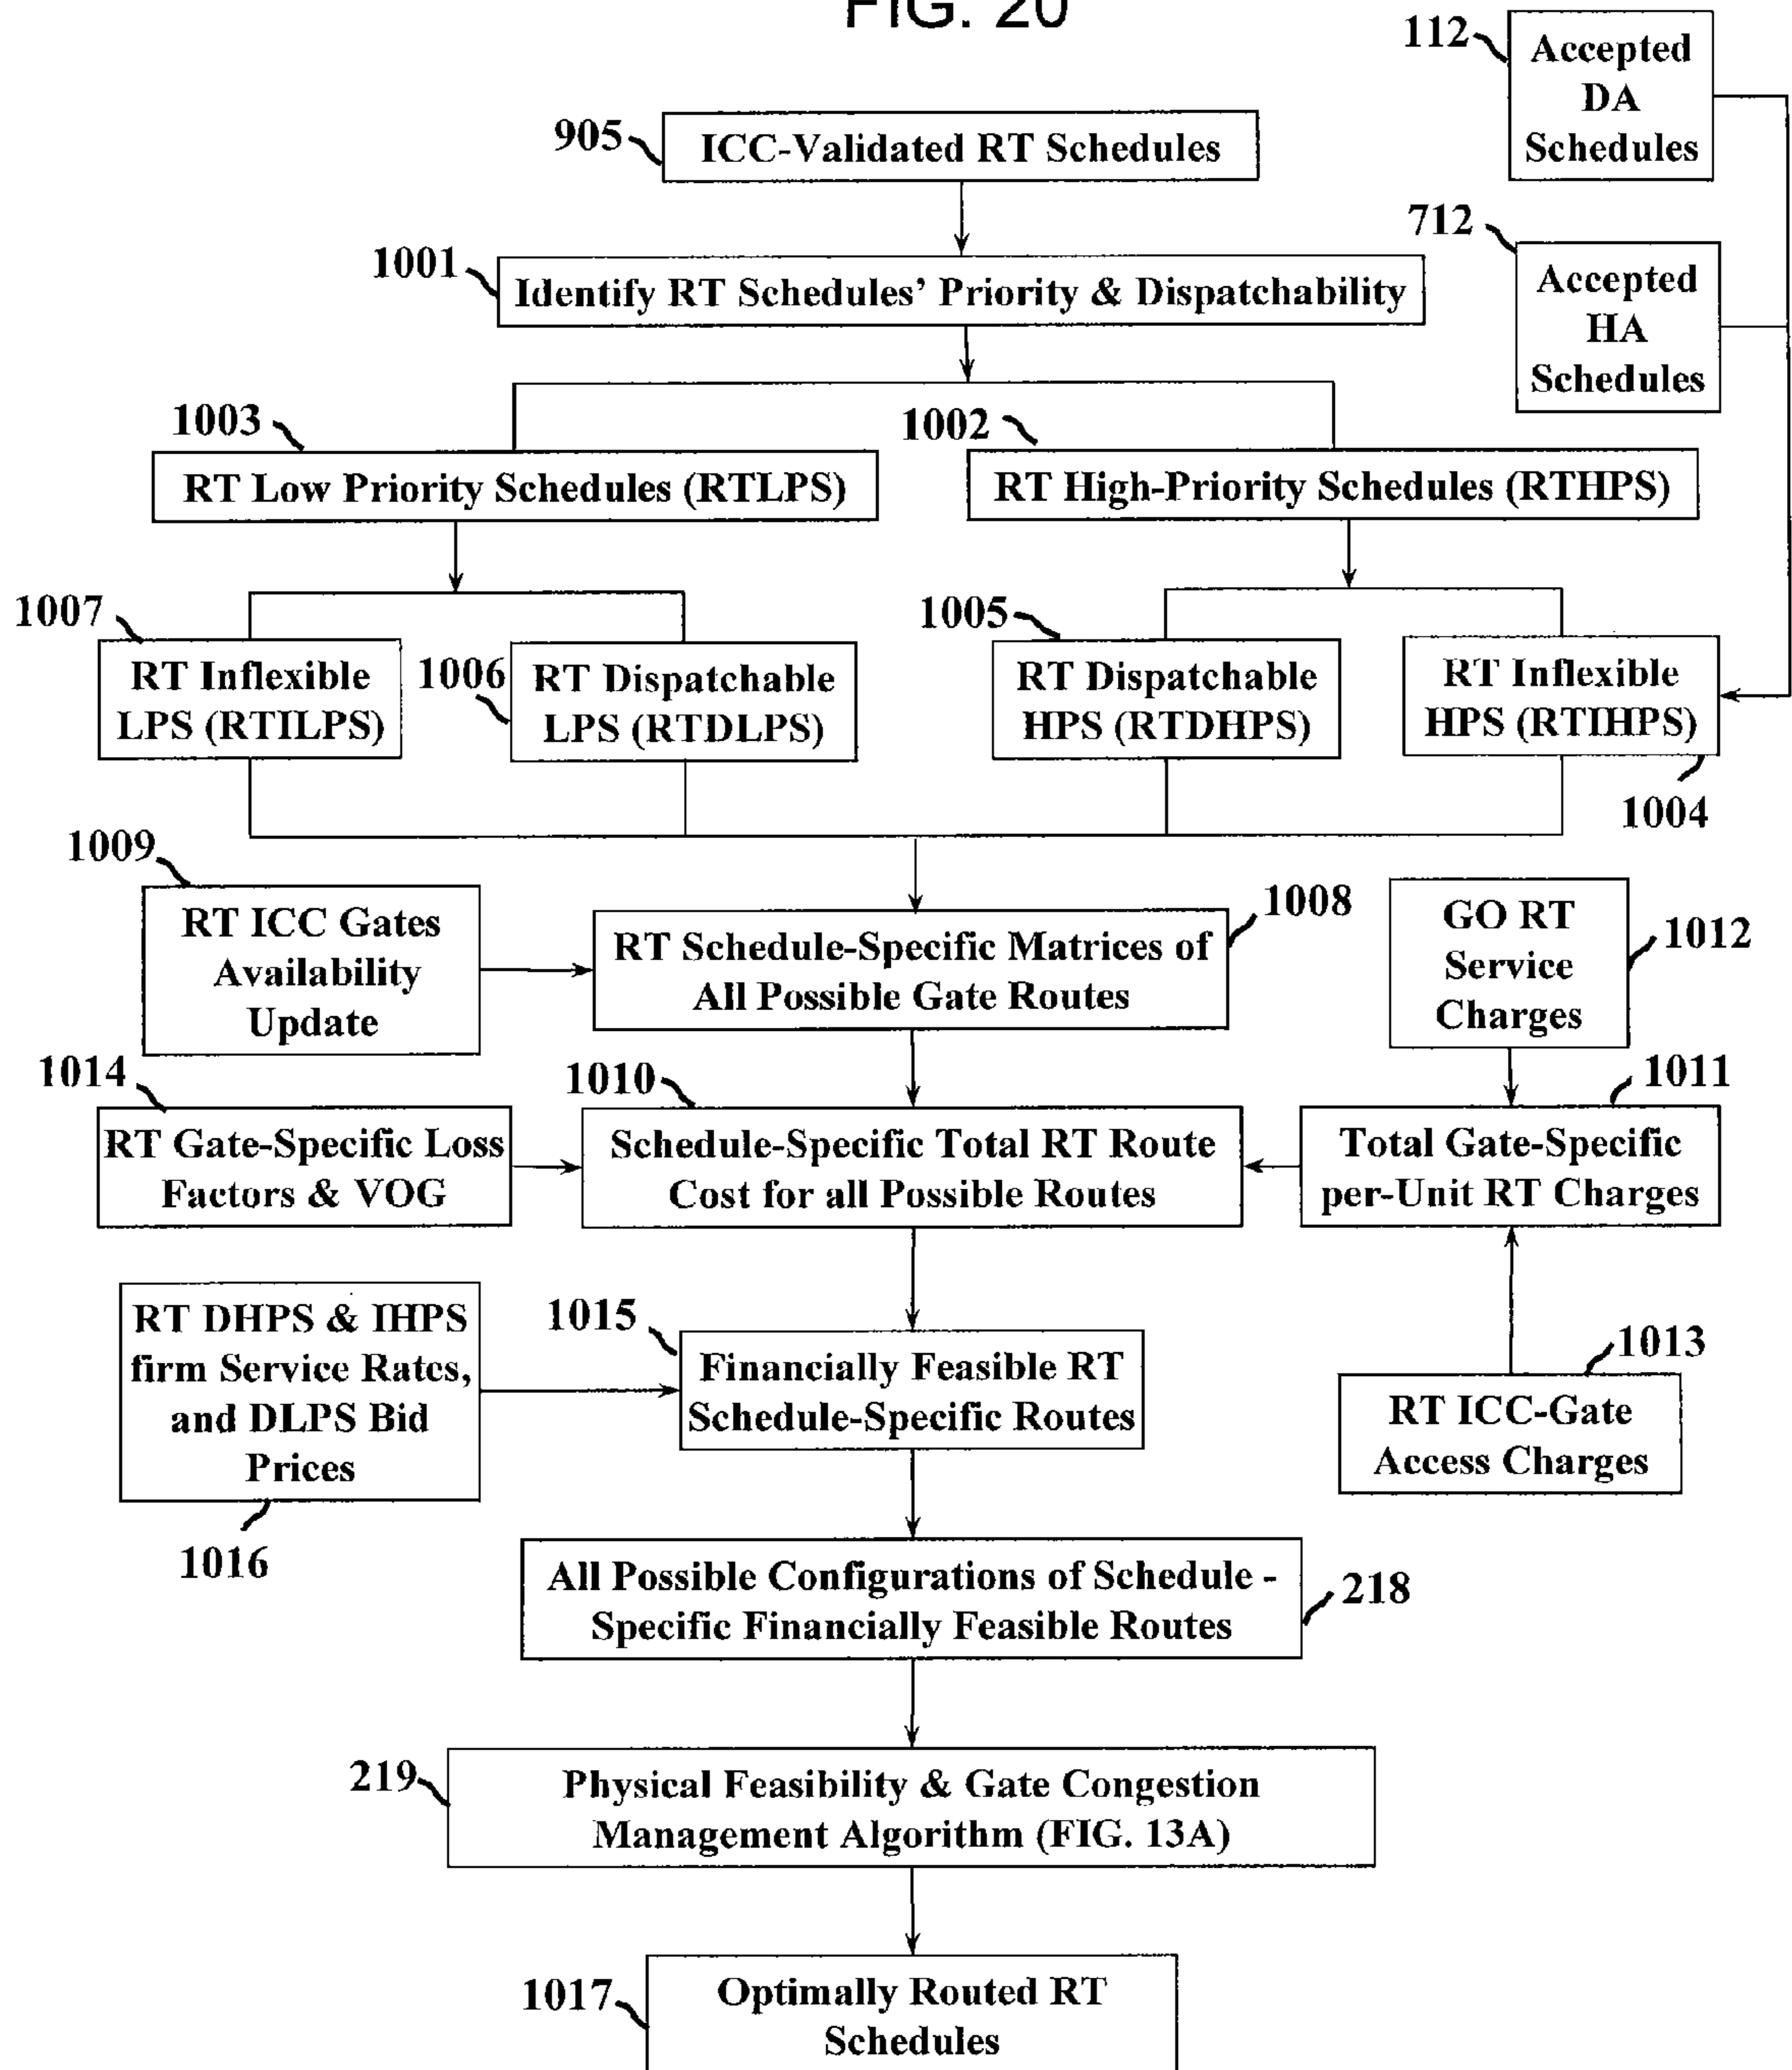 FIG. 20
112
Accepted
DA
Schedules
905
ICC-Validated RT Schedules
712
Accepted
HA
Schedules
1001
Identify RT Schedules' Priority & Dispatchability
1003
RT Low Priority Schedules (RTLPS)
1002
RT High-Priority Schedules (RTHPS)
1007
RT Inflexible
LPS (RTILPS)
1006
RT Dispatchable
LPS (RTDLPS)
1005
RT Dispatchable
HPS (RTDHPS)
RT Inflexible
HPS (RTIHPS)
1004
1009
RT ICC Gates
Availability
Update
RT Schedule-Specific Matrices of
All Possible Gate Routes
1008
GO RT
Service
Charges
1012
1014
RT Gate-Specific Loss
Factors & VOG
1010
Schedule-Specific Total RT Route
Cost for all Possible Routes
1011
Total Gate-Specific
per-Unit RT Charges
RT DHPS & IHPS
firm Service Rates,
and DLPS Bid
Prices
1016
1015
Financially Feasible RT
Schedule-Specific Routes
1013
RT ICC-Gate
Access Charges
All Possible Configurations of Schedule -
Specific Financially Feasible Routes
218
219
Physical Feasibility & Gate Congestion
Management Algorithm (FIG. 13A)
1017
Optimally Routed RT
Schedules